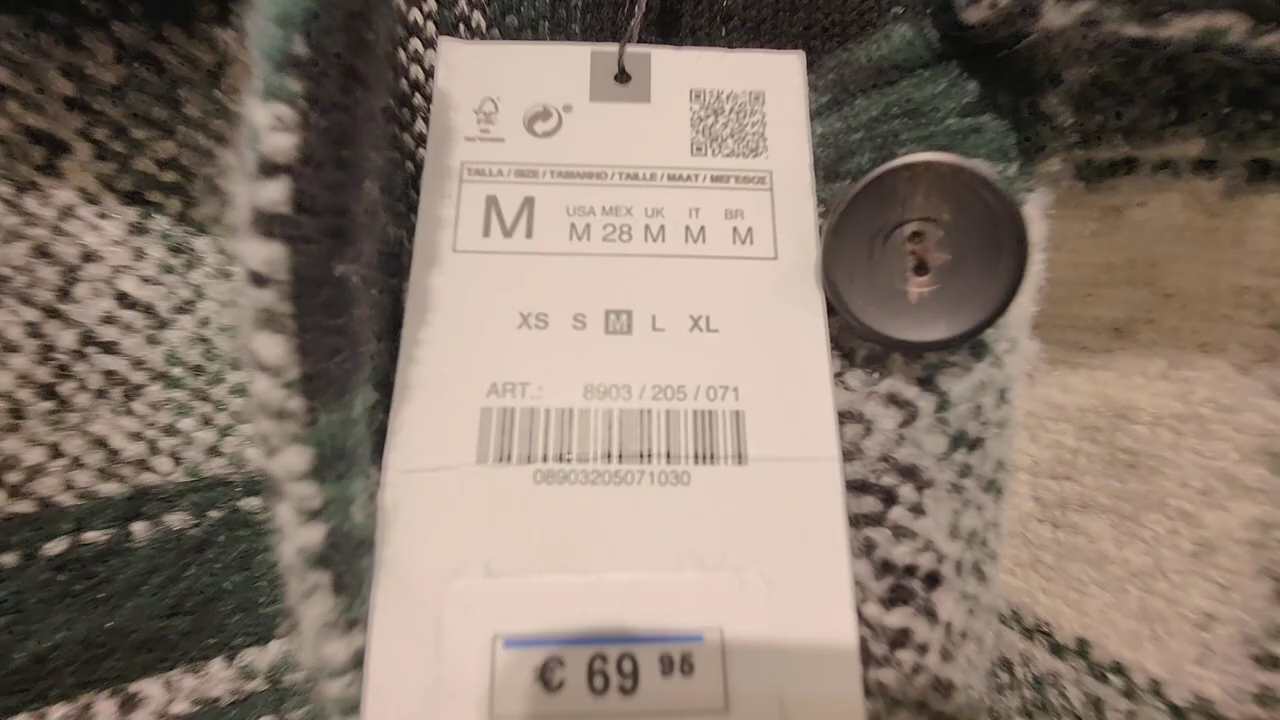 TALLA / SIZE / TAMANHO / TAILLE / MAAT / ΜΕΓΕΘΟΣ
M
USA MEX UK IT BR
M 28 M M M
XS S M L XL
ART.: 8903 / 205 / 071
08903205071030
€ 69 95